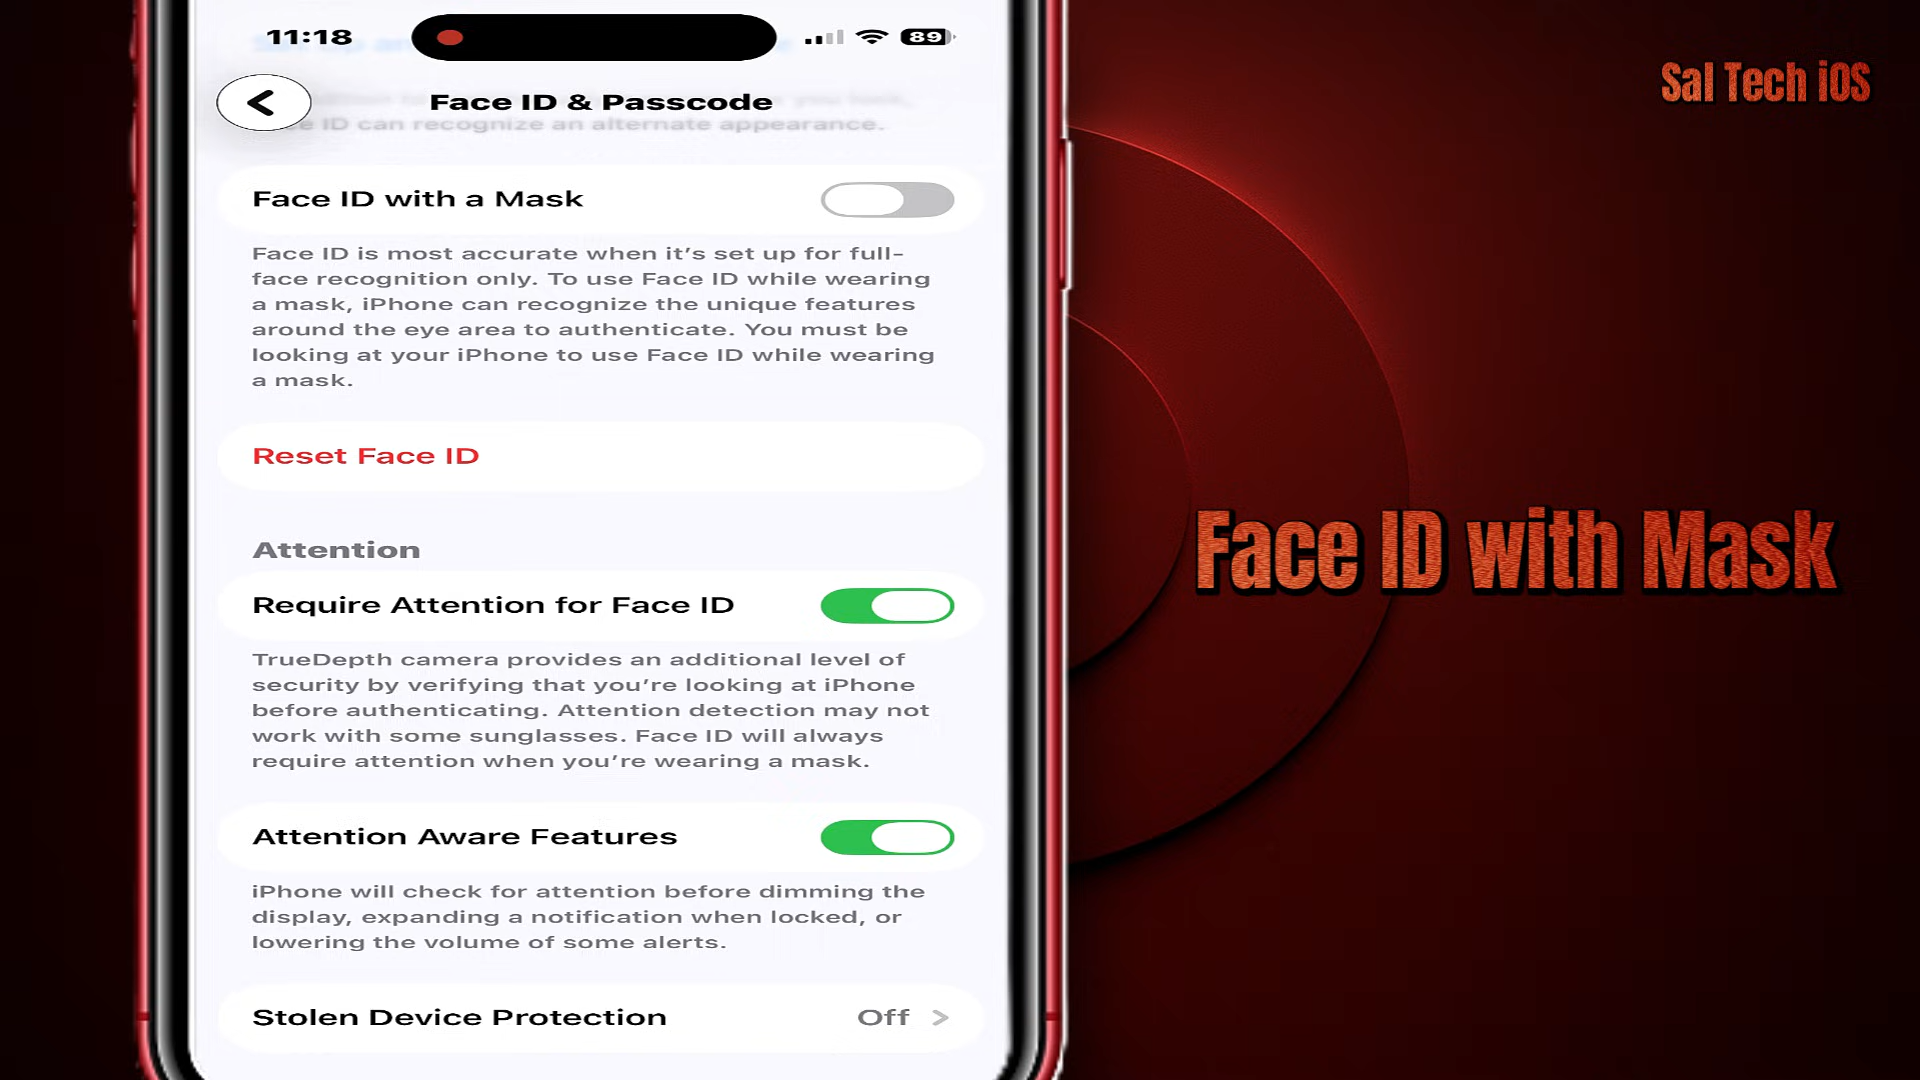 11:18
89
Sal Tech iOS
Face ID & Passcode
ID can recognize an alternate appearance.
Face ID with a Mask
Face ID is most accurate when it’s set up for full-
face recognition only. To use Face ID while wearing
a mask, iPhone can recognize the unique features
around the eye area to authenticate. You must be
looking at your iPhone to use Face ID while wearing
a mask.
Reset Face ID
Face ID with Mask
Attention
Require Attention for Face ID
TrueDepth camera provides an additional level of
security by verifying that you’re looking at iPhone
before authenticating. Attention detection may not
work with some sunglasses. Face ID will always
require attention when you’re wearing a mask.
Attention Aware Features
iPhone will check for attention before dimming the
display, expanding a notification when locked, or
lowering the volume of some alerts.
Stolen Device Protection
Off